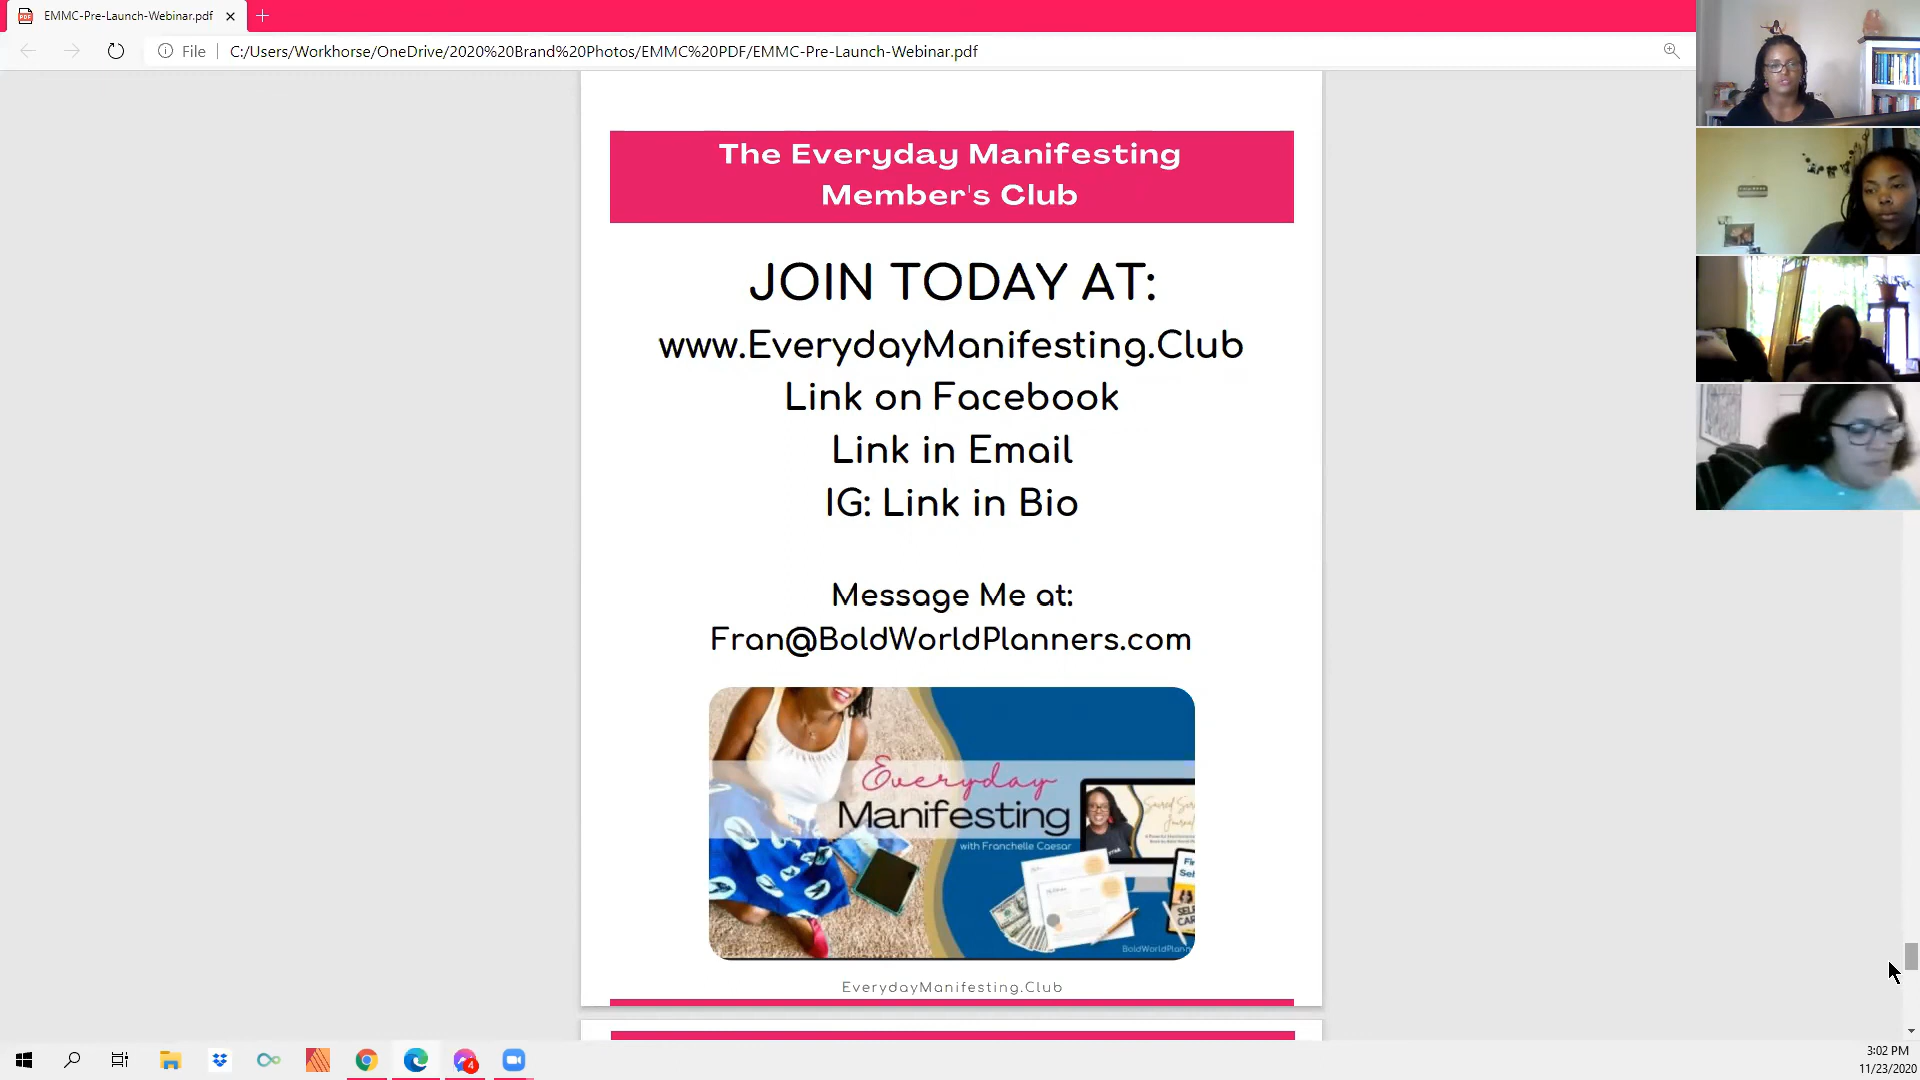 EMMC-Pre-Launch-Webinar.pdf
File
C:/Users/Workhorse/OneDrive/2020%20Brand%20Photos/EMMC%20PDF/EMMC-Pre-Launch-Webinar.pdf
The Everyday Manifesting
Member's Club
JOIN TODAY AT:
www.EverydayManifesting.Club
Link on Facebook
Link in Email
IG: Link in Bio
Message Me at:
Fran@BoldWorldPlanners.com
Everyday
Manifesting
with Franchelle Caesar
Sacred
BoldWorldPlann
EverydayManifesting.Club
4
3:02 PM
11/23/2020